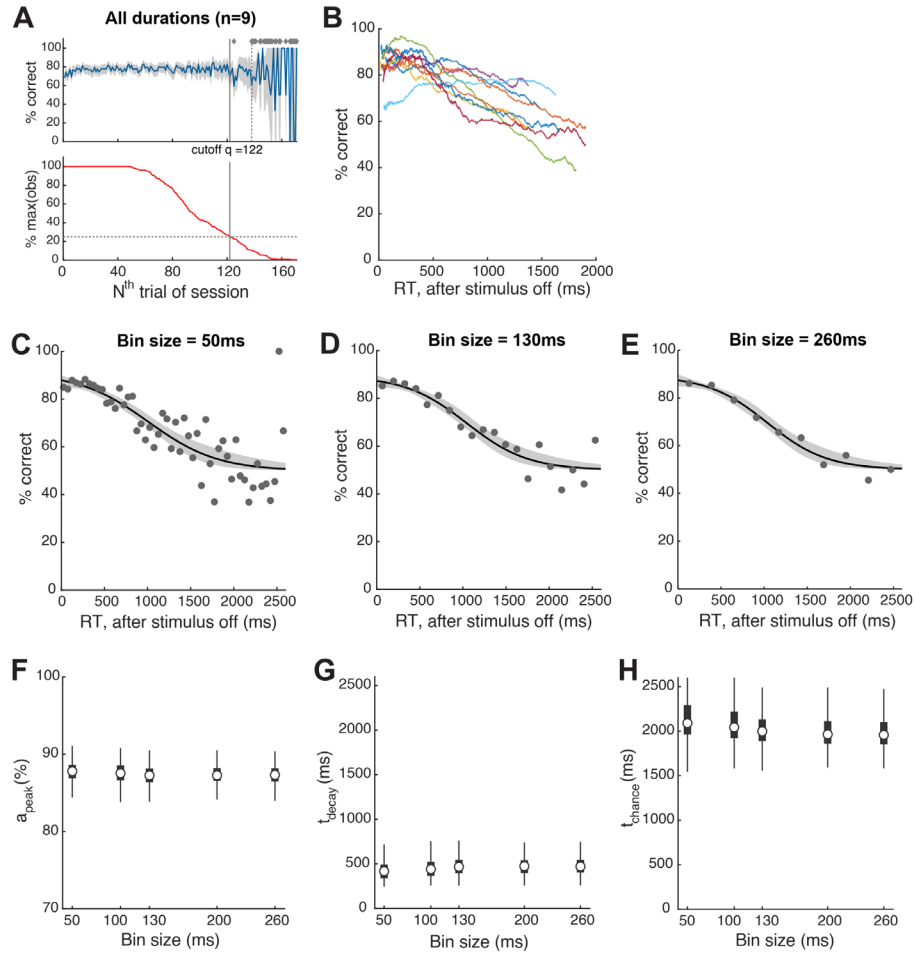 A
All durations (n=9)
% correct
100
80
60
40
20
0
cutoff q =122
% max(obs)
100
80
60
40
20
0
0 40 80 120 160
Nth trial of session
B
% correct
100
80
60
40
20
0
0 500 1000 1500 2000
RT, after stimulus off (ms)
C
Bin size = 50ms
% correct
100
80
60
40
20
0
0 500 1000 1500 2000 2500
RT, after stimulus off (ms)
D
Bin size = 130ms
% correct
100
80
60
40
20
0
0 500 1000 1500 2000 2500
RT, after stimulus off (ms)
E
Bin size = 260ms
% correct
100
80
60
40
20
0
0 500 1000 1500 2000 2500
RT, after stimulus off (ms)
F
apeak(%)
100
90
80
70
50 100 130 200 260
Bin size (ms)
G
tdecay (ms)
2500
2000
1500
1000
500
0
50 100 130 200 260
Bin size (ms)
H
tchance (ms)
2500
2000
1500
1000
500
0
50 100 130 200 260
Bin size (ms)